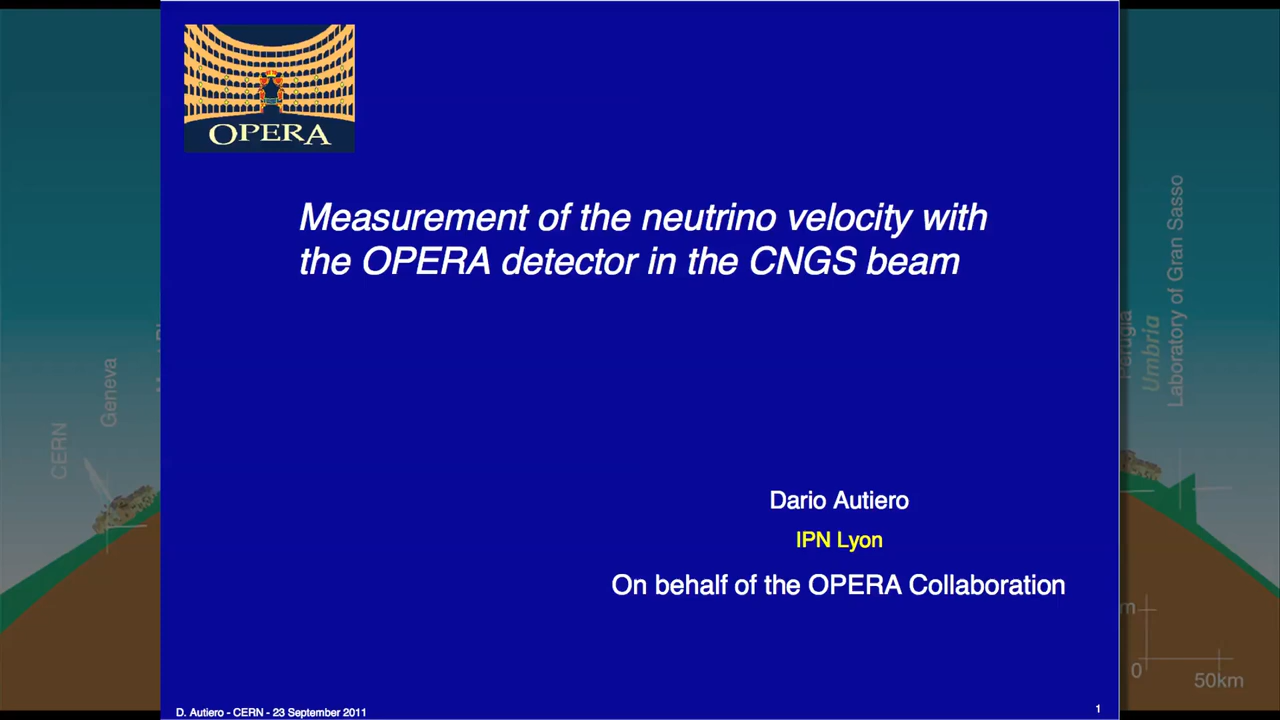 OPERA
Measurement of the neutrino velocity with
the OPERA detector in the CNGS beam
Dario Autiero
IPN Lyon
On behalf of the OPERA Collaboration
D. Autiero - CERN - 23 September 2011
1
CERN
Geneva
Perugia
Umbria
Laboratory of Gran Sasso
0
50km